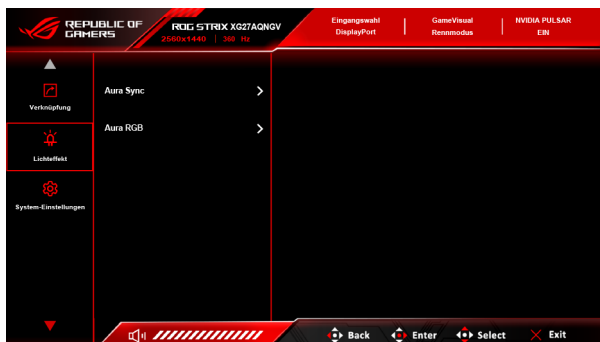 REPUBLIC OF
GAMERS
ROG STRIX XG27AQNGV
2560x1440 | 360 Hz
Eingangswahl
DisplayPort
GameVisual
Rennmodus
NVIDIA PULSAR
EIN
Verknüpfung
Aura Sync
Aura RGB
Lichteffekt
System-Einstellungen
Back
Enter
Select
Exit